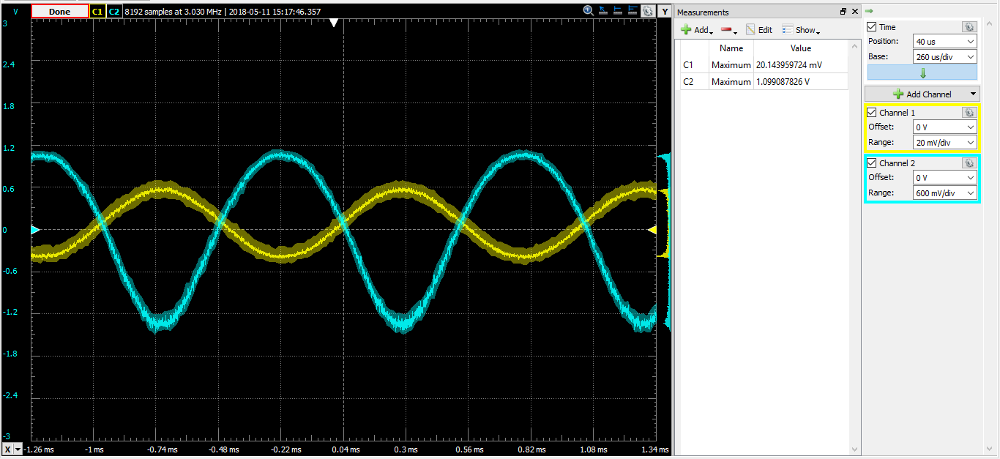 V Done C1 C2 8192 samples at 3.030 MHz | 2018-05-11 15:17:46.357 Y
3
2.4
1.8
1.2
0.6
0
-0.6
-1.2
-1.8
-2.4
-3
X -1.26 ms -1 ms -0.74 ms -0.48 ms -0.22 ms 0.04 ms 0.3 ms 0.56 ms 0.82 ms 1.08 ms 1.34 ms
Measurements
Add Edit Show
Name Value
C1 Maximum 20.143959724 mV
C2 Maximum 1.099087826 V
Time
Position: 40 us
Base: 260 us/div
Add Channel
Channel 1
Offset: 0 V
Range: 20 mV/div
Channel 2
Offset: 0 V
Range: 600 mV/div